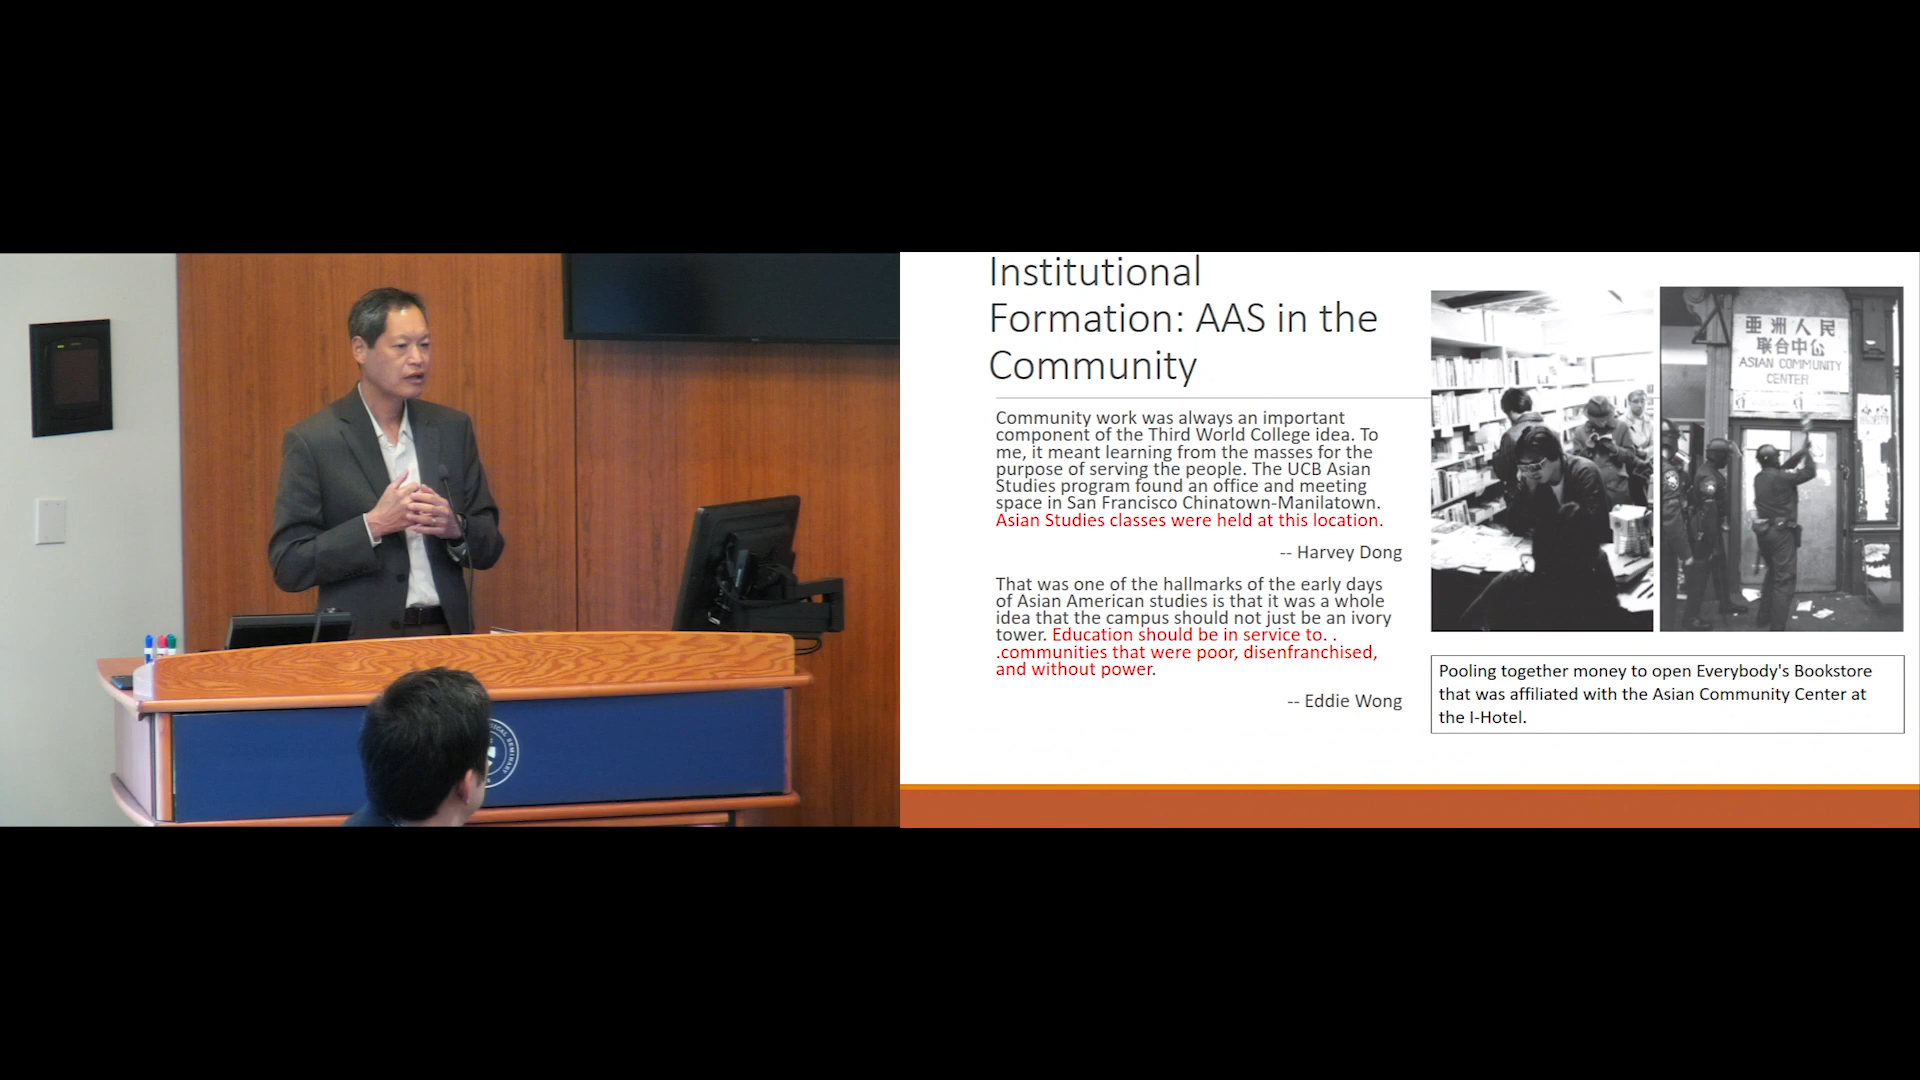 Institutional
Formation: AAS in the
Community
Community work was always an important
component of the Third World College idea. To
me, it meant learning from the masses for the
purpose of serving the people. The UCB Asian
Studies program found an office and meeting
space in San Francisco Chinatown-Manilatown.
Asian Studies classes were held at this location.
-- Harvey Dong
That was one of the hallmarks of the early days
of Asian American studies is that it was a whole
idea that the campus should not just be an ivory
tower. Education should be in service to. .
.communities that were poor, disenfranchised,
and without power.
-- Eddie Wong
亜洲人民
联合中心
ASIAN COMMUNITY
CENTER
Pooling together money to open Everybody's Bookstore
that was affiliated with the Asian Community Center at
the I-Hotel.
SEMINARY